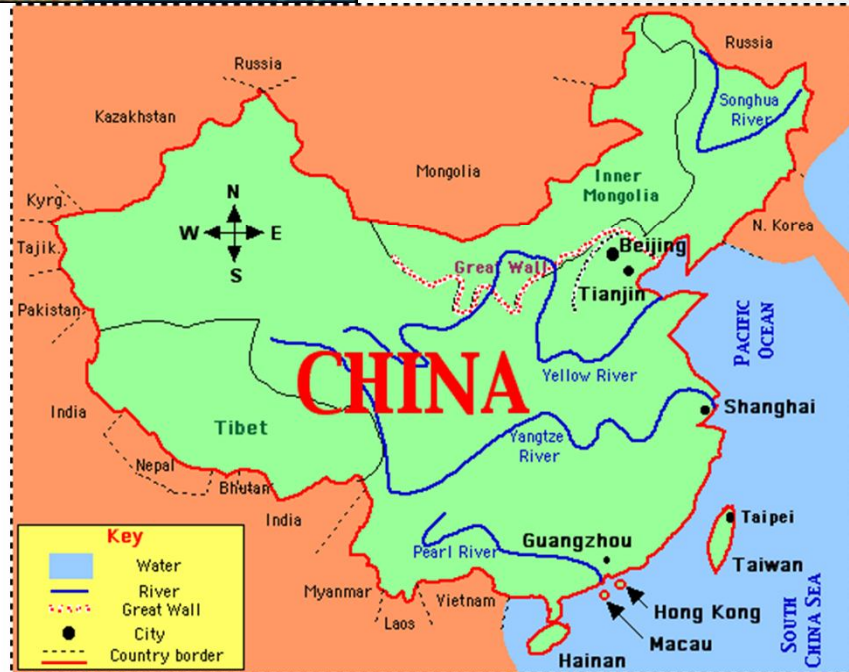 Russia
Russia
Kazakhstan
Songhua
River
Mongolia
Inner
Mongolia
Kyrg.
N
W
E
S
N. Korea
Tajik.
Beijing
Great Wall
Tianjin
Pakistan
PACIFIC
OCEAN
CHINA
Yellow River
India
Shanghai
Tibet
Yangtze
River
Nepal
Bhutan
India
Taipei
Key
Guangzhou
Pearl River
Water
Taiwan
River
Myanmar
Vietnam
Great Wall
Hong Kong
City
Laos
Macau
SOUTH
CHINA SEA
Country border
Hainan